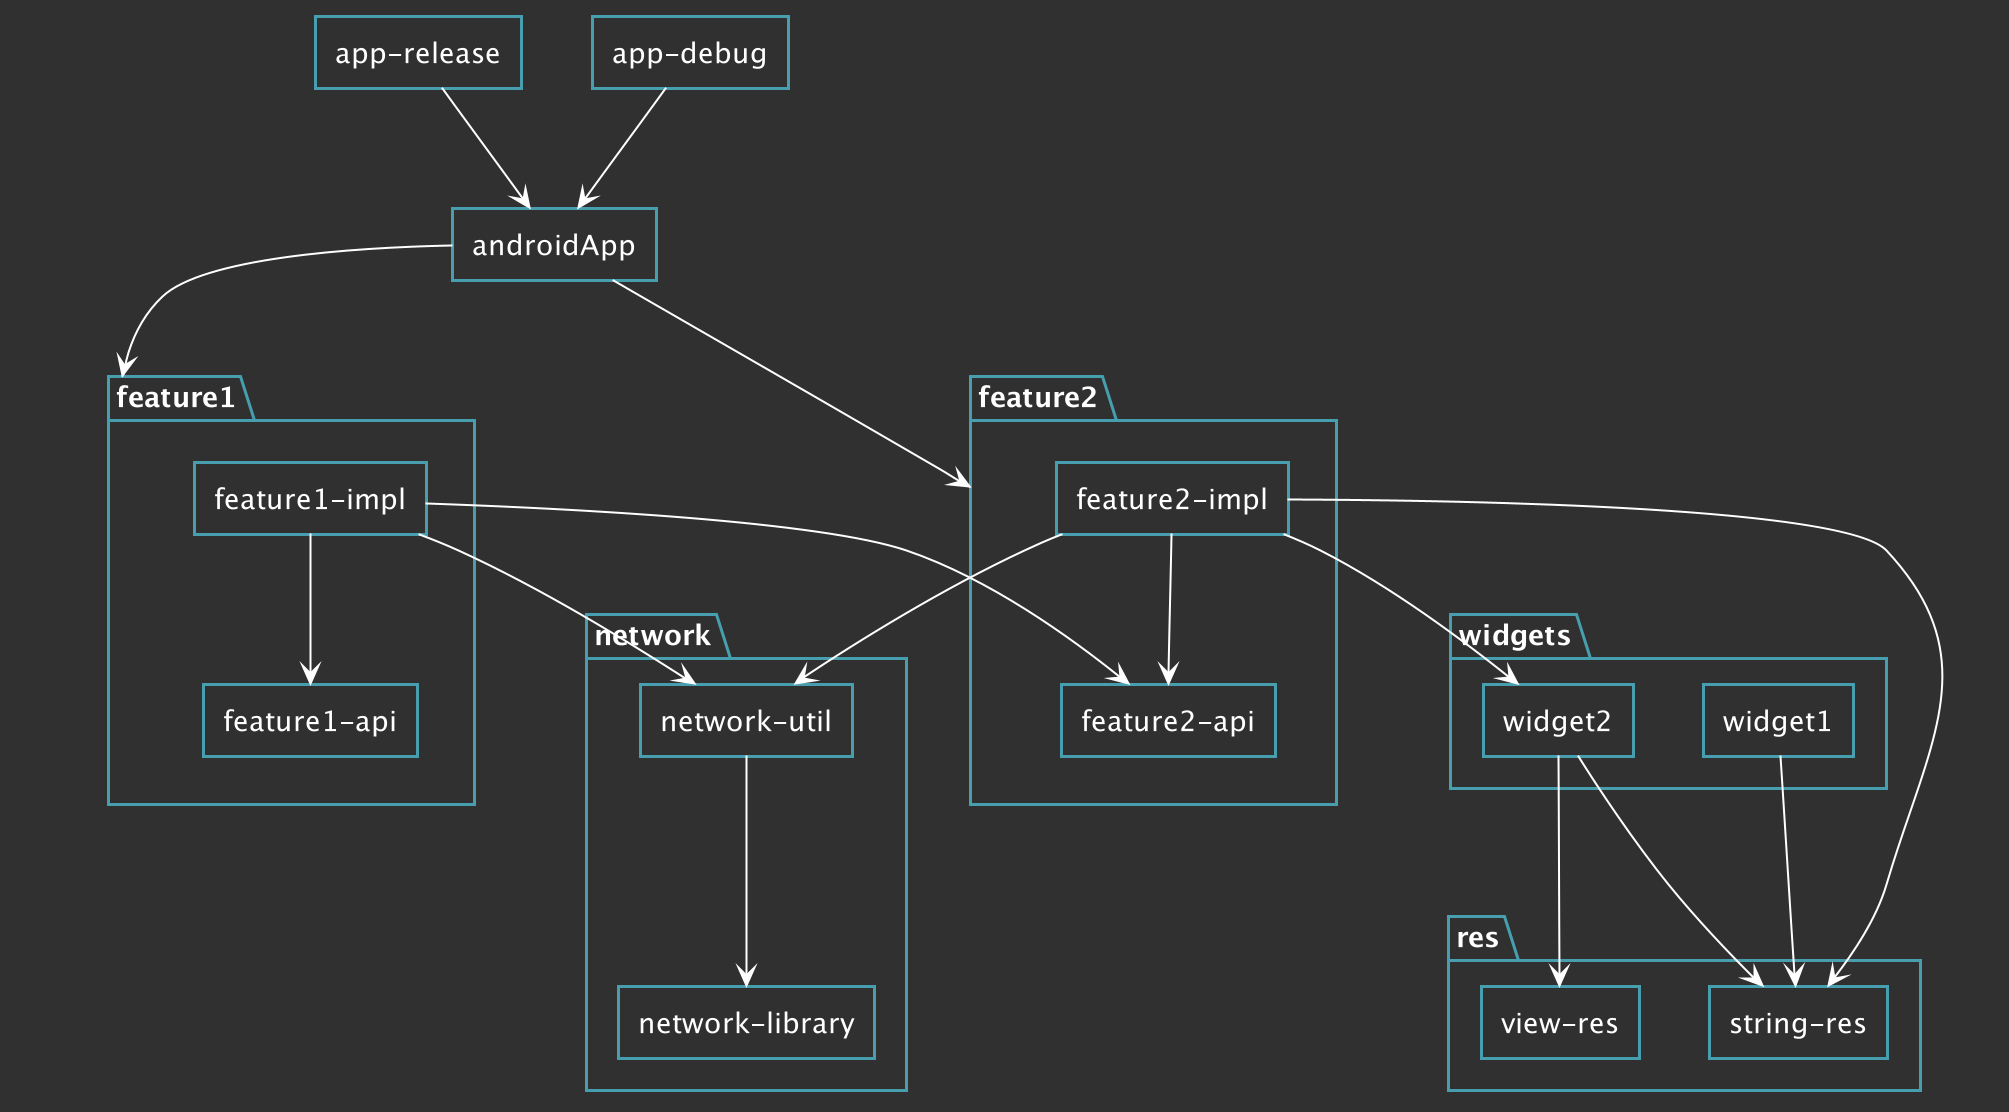 app-release
app-debug
androidApp
feature1
feature2
feature1-impl
feature2-impl
network
widgets
feature1-api
network-util
feature2-api
widget2
widget1
res
network-library
view-res
string-res